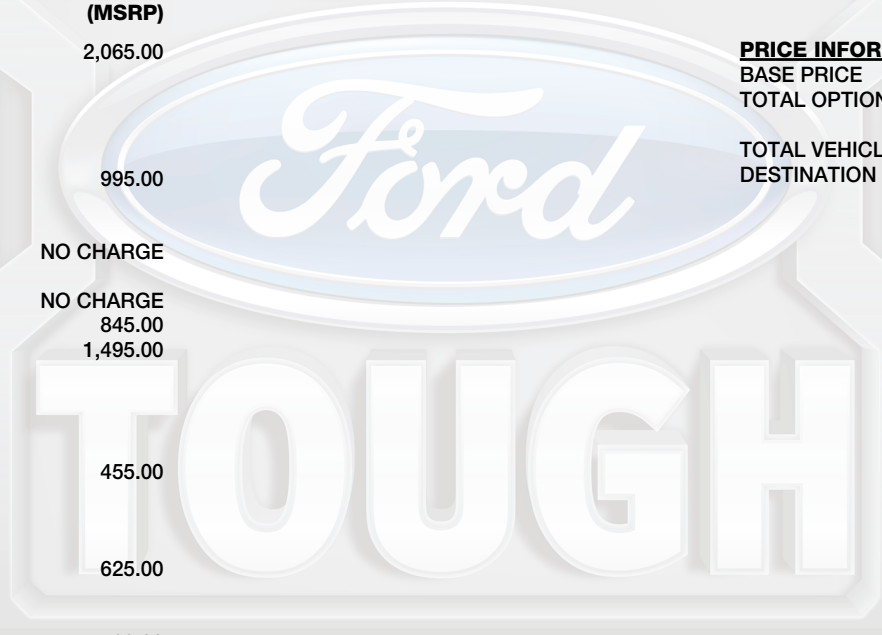 (MSRP)
2,065.00
995.00
NO CHARGE
NO CHARGE
845.00
1,495.00
455.00
625.00
PRICE INFOR
BASE PRICE
TOTAL OPTION
TOTAL VEHICL
DESTINATION
Ford
TOUGH